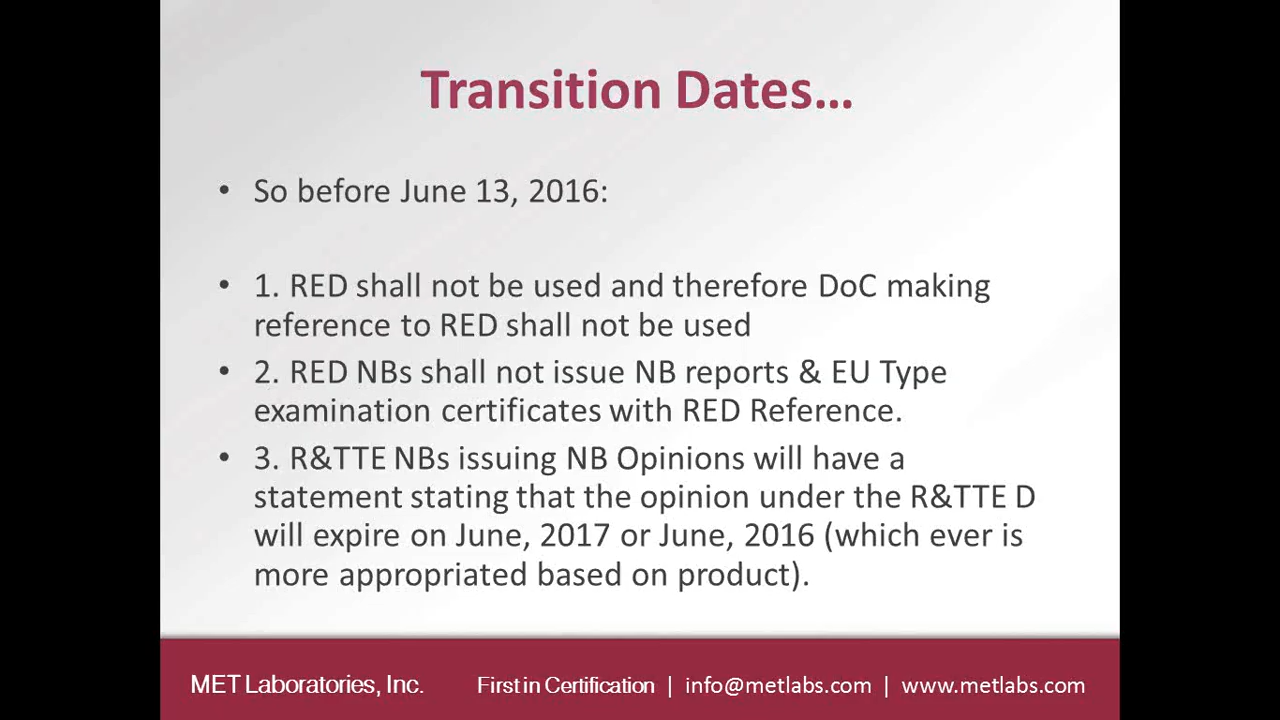 Transition Dates...
• So before June 13, 2016:
• 1. RED shall not be used and therefore DoC making
reference to RED shall not be used
• 2. RED NBs shall not issue NB reports & EU Type
examination certificates with RED Reference.
• 3. R&TTE NBs issuing NB Opinions will have a
statement stating that the opinion under the R&TTE D
will expire on June, 2017 or June, 2016 (which ever is
more appropriated based on product).
MET Laboratories, Inc. First in Certification | info@metlabs.com | www.metlabs.com